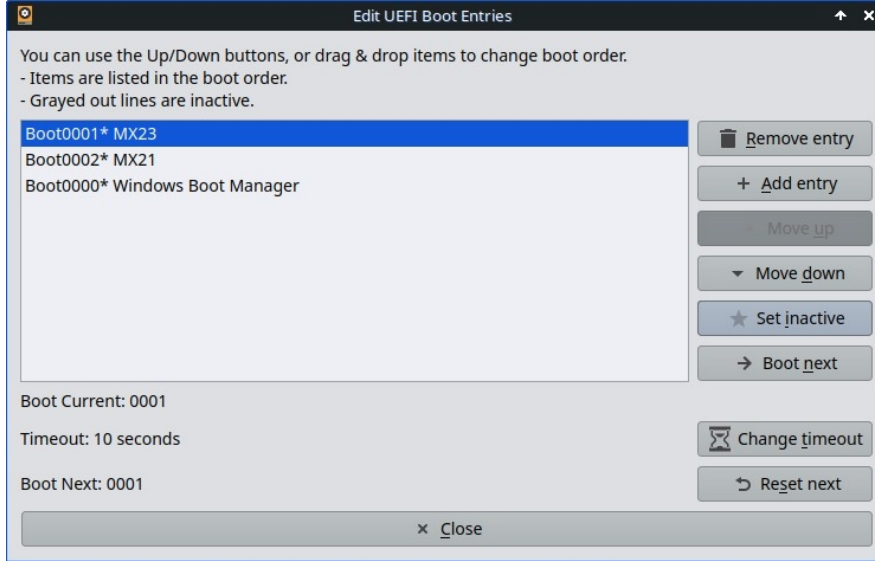 Edit UEFI Boot Entries
You can use the Up/Down buttons, or drag & drop items to change boot order.
- Items are listed in the boot order.
- Grayed out lines are inactive.
Boot0001* MX23
Boot0002* MX21
Boot0000* Windows Boot Manager
Remove entry
Add entry
Move up
Move down
Set inactive
Boot next
Boot Current: 0001
Timeout: 10 seconds
Change timeout
Boot Next: 0001
Reset next
Close